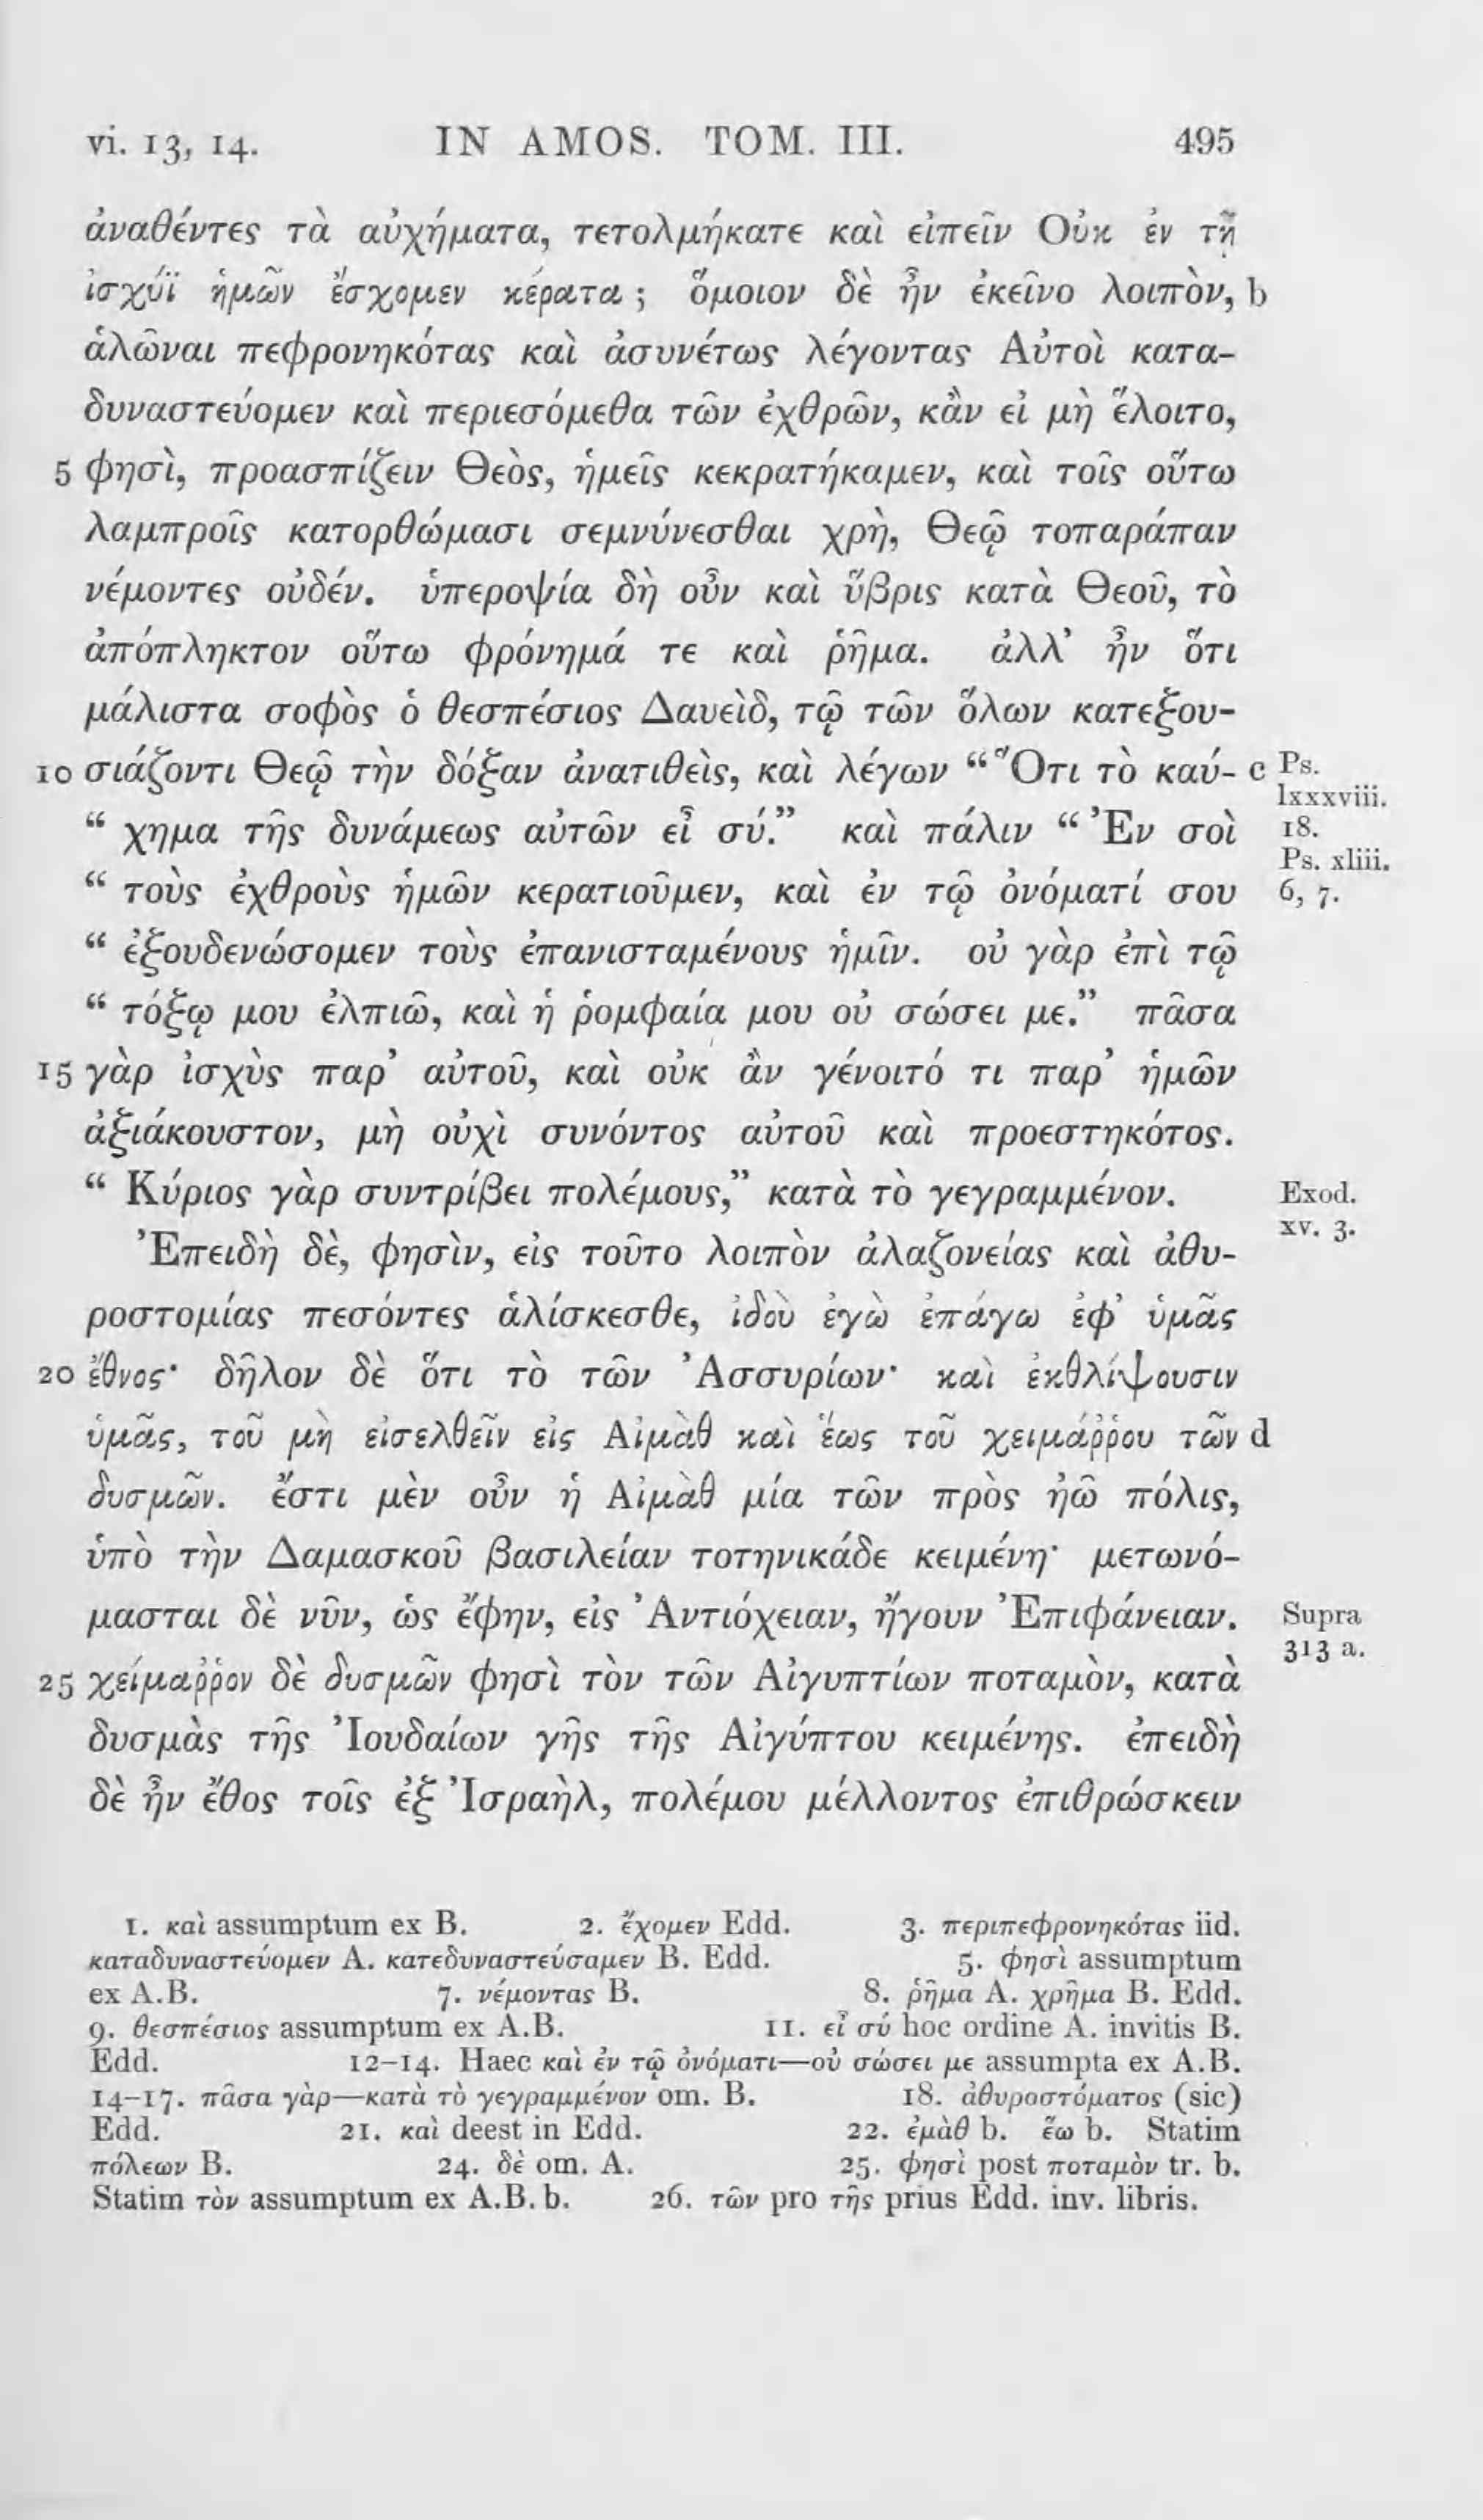 vi. 13, 14. IN AMOS. TOM. III. 495
ἀναθέντες τὰ αὐχήματα, τετολμήκατε καὶ εἰπεῖν Οὐκ ἐν τῇ
ἰσχύϊ ἡμῶν ἔσχομεν κέρατα ; ὅμοιον δὲ ἦν ἐκεῖνο λοιπὸν, b
ἁλῶναι πεφρονηκότας καὶ ἀσυνέτως λέγοντας Αὐτοὶ κατα-
δυναστεύομεν καὶ περιεσόμεθα τῶν ἐχθρῶν, κἂν εἰ μὴ ἕλοιτο,
5 φησὶ, προασπίζειν Θεὸς, ἡμεῖς κεκρατήκαμεν, καὶ τοῖς οὕτω
λαμπροῖς κατορθώμασι σεμνύνεσθαι χρὴ, Θεῷ τοπαράπαν
νέμοντες οὐδέν. ὑπεροψία δὴ οὖν καὶ ὕβρις κατὰ Θεοῦ, τὸ
ἀπόπληκτον οὕτω φρόνημά τε καὶ ῥῆμα. ἀλλ’ ἦν ὅτι
μάλιστα σοφὸς ὁ θεσπέσιος Δαυεὶδ, τῷ τῶν ὅλων κατεξου-
10 σιάζοντι Θεῷ τὴν δόξαν ἀνατιθεὶς, καὶ λέγων “ Ὅτι τὸ καύ- c Ps. lxxxviii. 18.
“ χημα τῆς δυνάμεως αὐτῶν εἶ σύ.” καὶ πάλιν “ Ἐν σοὶ
“ τοὺς ἐχθροὺς ἡμῶν κερατιοῦμεν, καὶ ἐν τῷ ὀνόματί σου Ps. xliii. 6, 7.
“ ἐξουδενώσομεν τοὺς ἐπανισταμένους ἡμῖν. οὐ γὰρ ἐπὶ τῷ
“ τόξῳ μου ἐλπιῶ, καὶ ἡ ῥομφαία μου οὐ σώσει με.” πᾶσα
15 γὰρ ἰσχὺς παρ’ αὐτοῦ, καὶ οὐκ ἂν γένοιτό τι παρ’ ἡμῶν
ἀξιάκουστον, μὴ οὐχὶ συνόντος αὐτοῦ καὶ προεστηκότος.
“ Κύριος γὰρ συντρίβει πολέμους,” κατὰ τὸ γεγραμμένον. Exod. xv. 3.
Ἐπειδὴ δὲ, φησὶν, εἰς τοῦτο λοιπὸν ἀλαζονείας καὶ ἀθυ-
ροστομίας πεσόντες ἁλίσκεσθε, ἰδοὺ ἐγὼ ἐπάγω ἐφ’ ὑμᾶς
20 ἔθνος· δῆλον δὲ ὅτι τὸ τῶν Ἀσσυρίων· καὶ ἐκθλίψουσιν
ὑμᾶς, τοῦ μὴ εἰσελθεῖν εἰς Αἰμὰθ καὶ ἕως τοῦ χειμάῤῥου τῶν d
δυσμῶν. ἔστι μὲν οὖν ἡ Αἰμὰθ μία τῶν πρὸς ἠῶ πόλις,
ὑπὸ τὴν Δαμασκοῦ βασιλείαν τοτηνικάδε κειμένη· μετωνό-
μασται δὲ νῦν, ὡς ἔφην, εἰς Ἀντιόχειαν, ἤγουν Ἐπιφάνειαν. Supra 313 a.
25 χείμαῤῥον δὲ δυσμῶν φησὶ τὸν τῶν Αἰγυπτίων ποταμὸν, κατὰ
δυσμὰς τῆς Ἰουδαίων γῆς τῆς Αἰγύπτου κειμένης. ἐπειδὴ
δὲ ἦν ἔθος τοῖς ἐξ Ἰσραὴλ, πολέμου μέλλοντος ἐπιθρώσκειν
1. καὶ assumptum ex B. 2. ἔχομεν Edd. 3. περιπεφρονηκότας iid.
καταδυναστεύομεν A. κατεδυναστεύσαμεν B. Edd. 5. φησὶ assumptum
ex A.B. 7. νέμοντας B. 8. ῥῆμα A. χρῆμα B. Edd.
9. θεσπέσιος assumptum ex A.B. 11. εἶ σύ hoc ordine A. invitis B.
Edd. 12–14. Haec καὶ ἐν τῷ ὀνόματι—οὐ σώσει με assumpta ex A.B.
14–17. πᾶσα γὰρ—κατὰ τὸ γεγραμμένον om. B. 18. ἀθυροστόματος (sic)
Edd. 21. καὶ deest in Edd. 22. ἐμὰθ b. ἕω b. Statim
πόλεων B. 24. δὲ om. A. 25. φησὶ post ποταμὸν tr. b.
Statim τὸν assumptum ex A.B. b. 26. τῶν pro τῆς prius Edd. inv. libris.